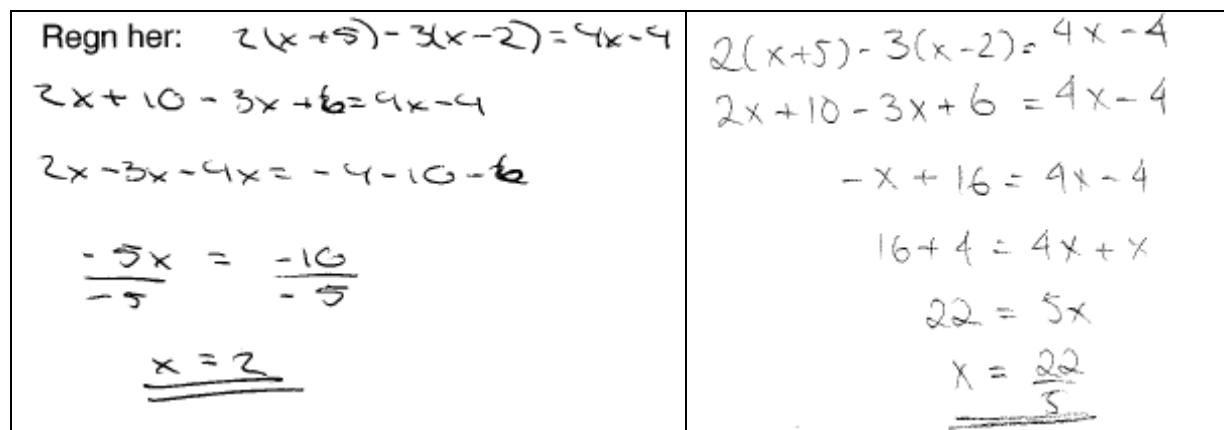 Regn her: 2(x+5)-3(x-2)=4x-4
2x+10-3x+6=4x-4
2x-3x-4x=-4-10-6
-5x = -10
-5 -5
x = 2
2(x+5)-3(x-2)=4x-4
2x+10-3x+6=4x-4
-x+16=4x-4
16+4=4x+x
22=5x
x=22
5